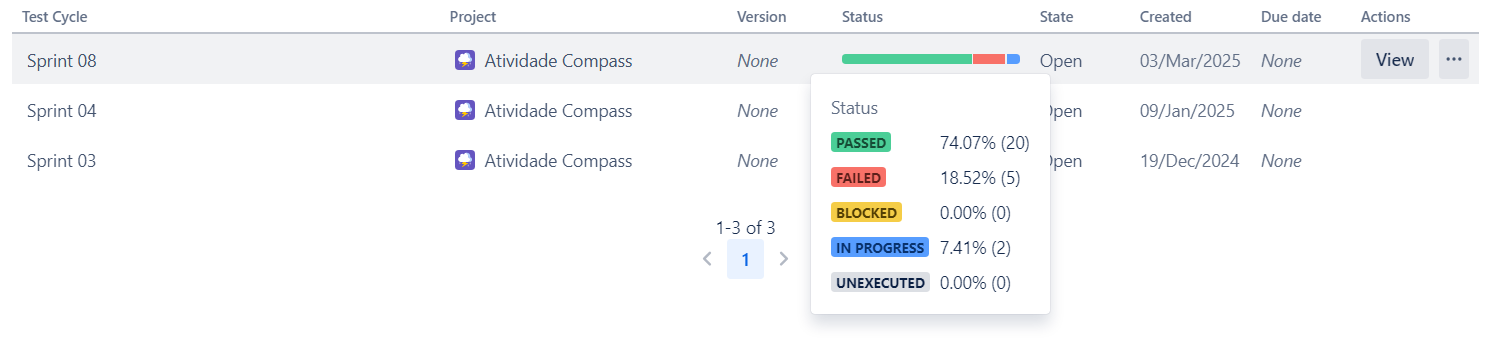 Test Cycle Project Version Status State Created Due date Actions
Sprint 08 Atividade Compass None Open 03/Mar/2025 None View ...
Sprint 04 Atividade Compass None Open 09/Jan/2025 None
Sprint 03 Atividade Compass None Open 19/Dec/2024 None
Status
PASSED 74.07% (20)
FAILED 18.52% (5)
BLOCKED 0.00% (0)
IN PROGRESS 7.41% (2)
UNEXECUTED 0.00% (0)
1-3 of 3
< 1 >